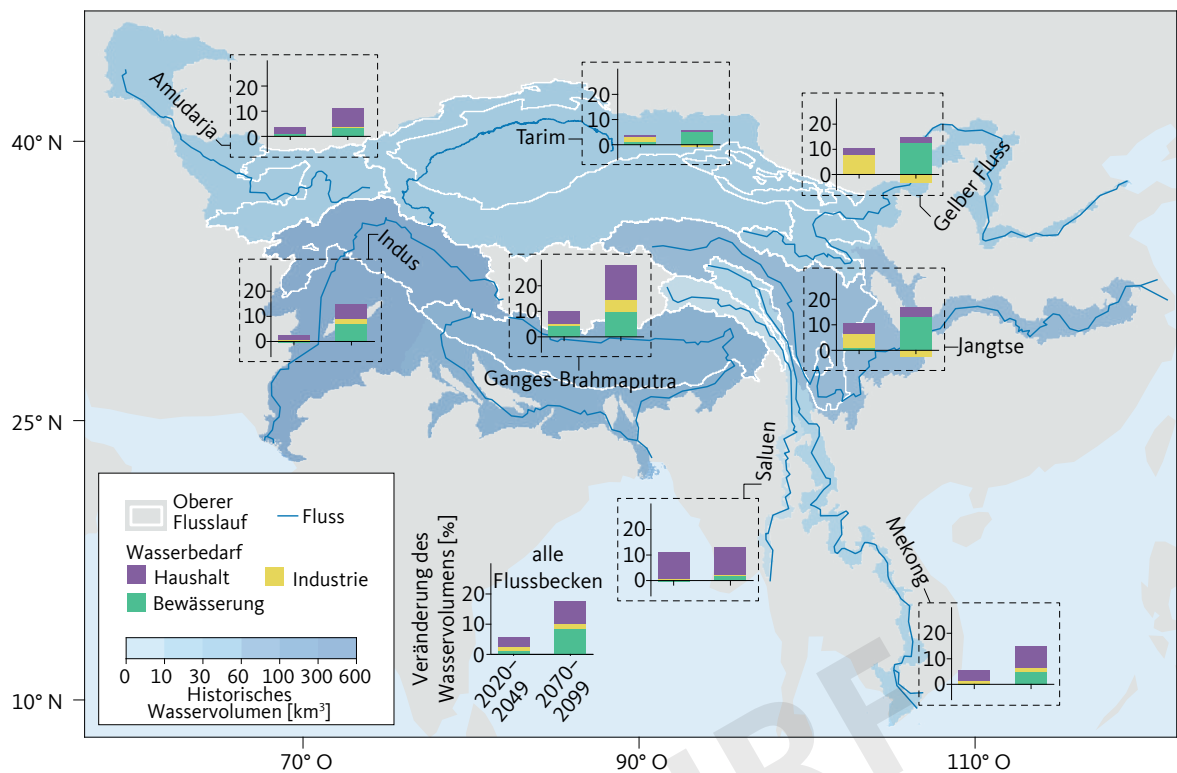 40° N
25° N
10° N
70° O
90° O
110° O
Amudarja
20
10
0
Tarim
20
10
0
20
10
0
Gelber Fluss
Indus
20
10
0
20
10
0
Ganges-Brahmaputra
20
10
0
Jangtse
Saluen
20
10
0
Mekong
20
10
0
Oberer
Flusslauf
Fluss
Wasserbedarf
Haushalt
Industrie
Bewässerung
0 10 30 60 100 300 600
Historisches
Wasservolumen [km³]
Veränderung des
Wasservolumens [%]
alle
Flussbecken
20
10
0
2020–
2049
2070–
2099